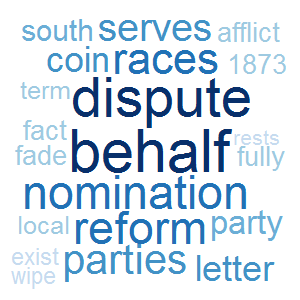 south serves afflict
coin races 1873
term dispute
fact behalf rests
fade fully
nomination
local reform party
exist parties letter
wipe